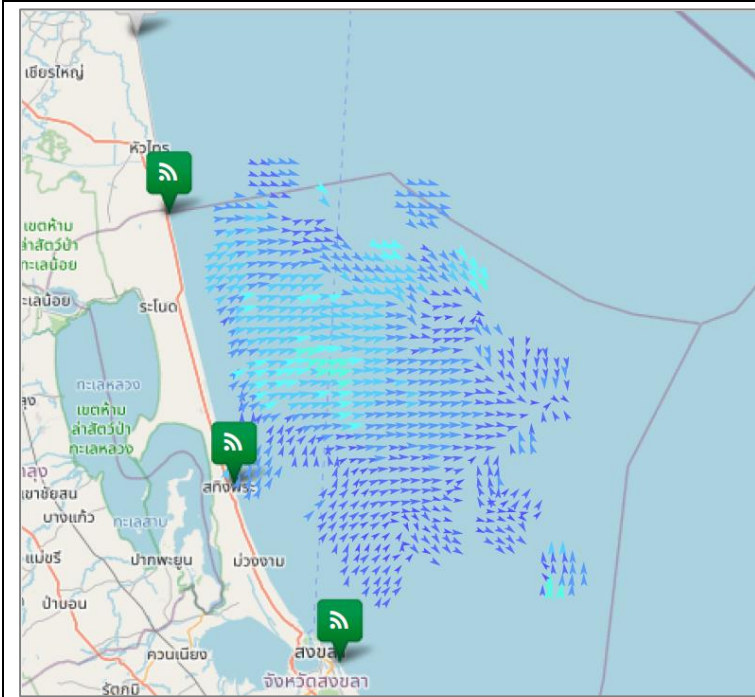 เชียรใหญ่
หัวไทร
เขตห้าม
ล่าสัตว์ป่า
ทะเลน้อย
ทะเลน้อย
ระโนด
ทะเลหลวง
เขตห้าม
ล่าสัตว์ป่า
ทะเลหลวง
สทิงพระ
เขาชัยสน
บางแก้ว
ทะเลสาบ
แม่ขรี
ปากพะยูน
ม่วงงาม
ป่าบอน
ควนเนียง
สงขลา
จังหวัดสงขลา
รัตภูมิ